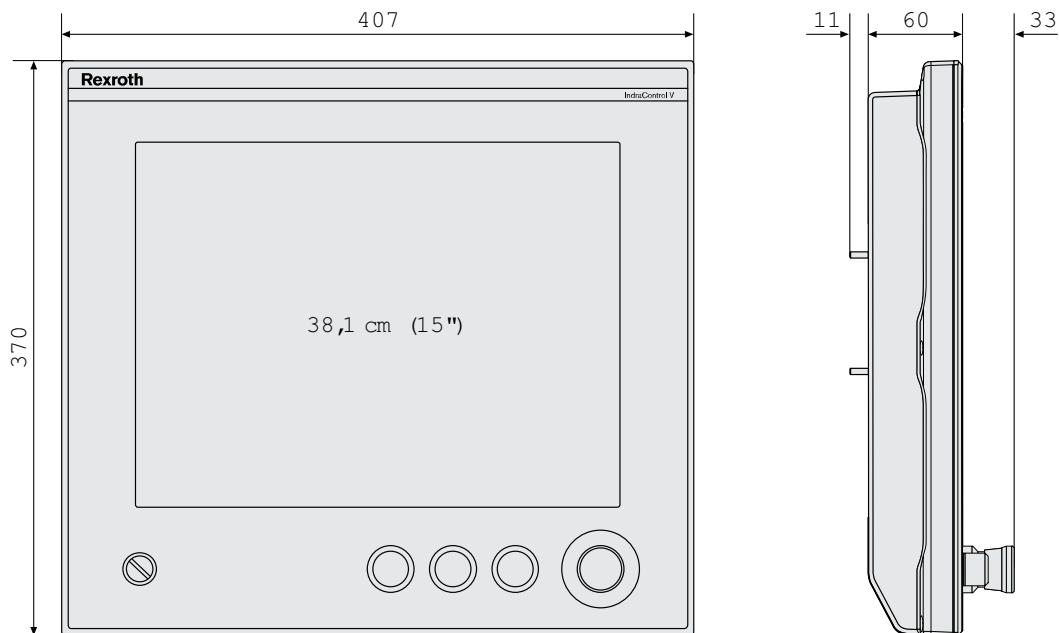 407
11 60 33
Rexroth
IndraControl V
370
38,1 cm (15")